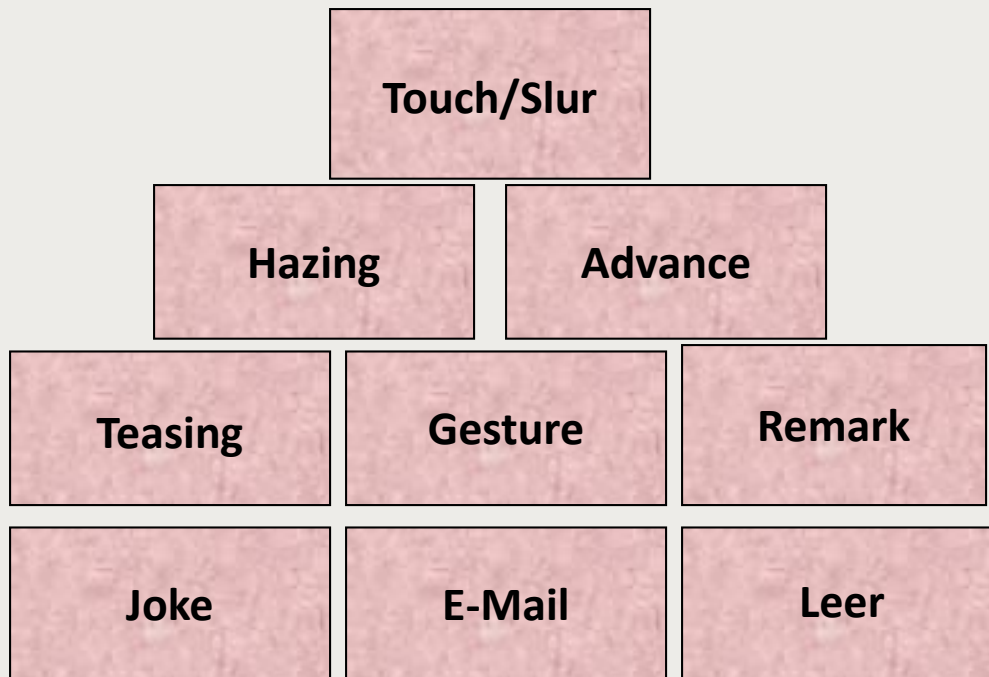 Touch/Slur
Hazing
Advance
Teasing
Gesture
Remark
Joke
E-Mail
Leer